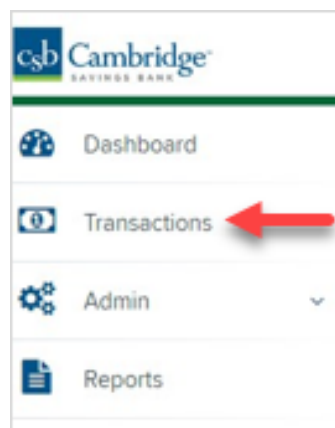 csb Cambridge
SAVINGS BANK
Dashboard
Transactions
Admin
Reports